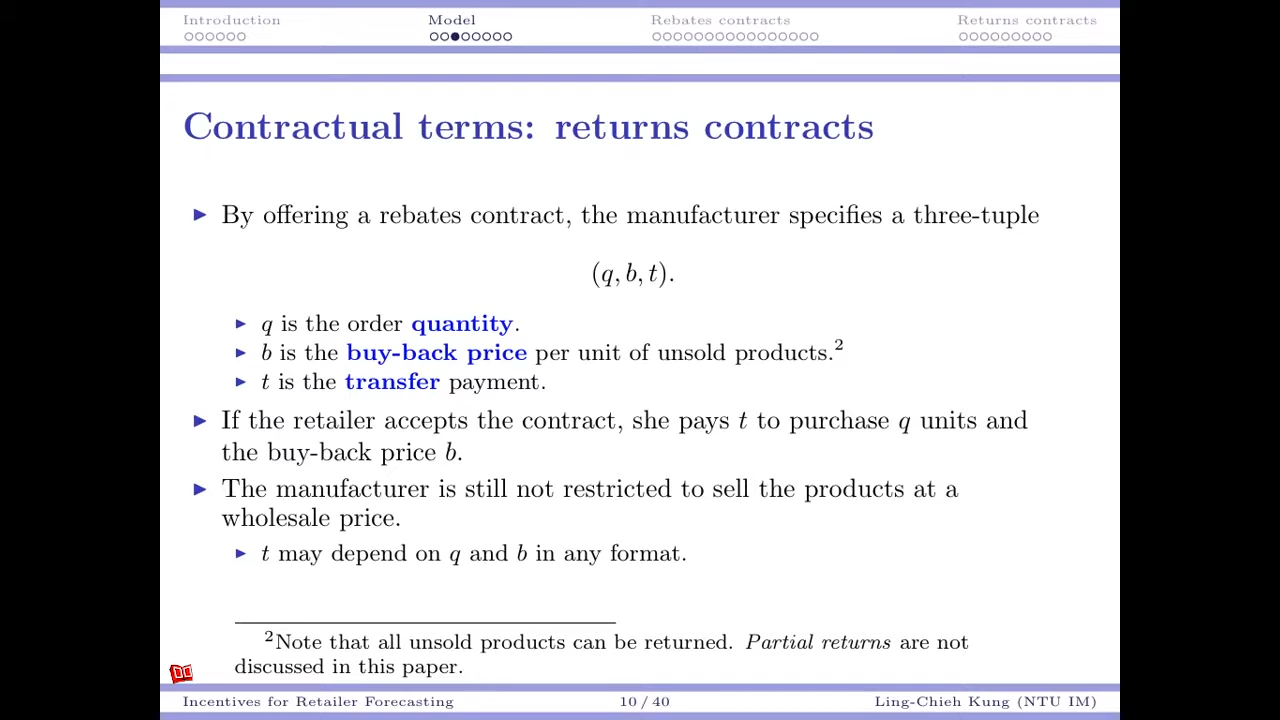 Introduction Model Rebates contracts Returns contracts
Contractual terms: returns contracts
By offering a rebates contract, the manufacturer specifies a three-tuple
(q, b, t).
q is the order quantity.
b is the buy-back price per unit of unsold products.2
t is the transfer payment.
If the retailer accepts the contract, she pays t to purchase q units and
the buy-back price b.
The manufacturer is still not restricted to sell the products at a
wholesale price.
t may depend on q and b in any format.
2Note that all unsold products can be returned. Partial returns are not
discussed in this paper.
Incentives for Retailer Forecasting 10 / 40 Ling-Chieh Kung (NTU IM)